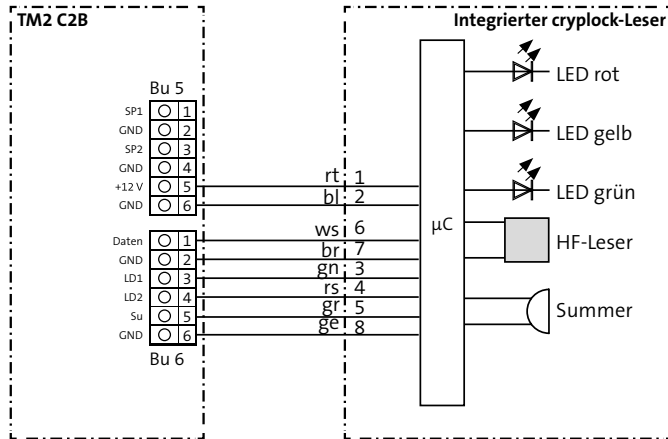 TM2 C2B
Integrierter cryplock-Leser
Bu 5
SP1 1
GND 2
SP2 3
GND 4
+12 V 5
GND 6
Daten 1
GND 2
LD1 3
LD2 4
Su 5
GND 6
Bu 6
rt 1
bl 2
ws 6
br 7
gn 3
rs 4
gr 5
ge 8
µC
LED rot
LED gelb
LED grün
HF-Leser
Summer